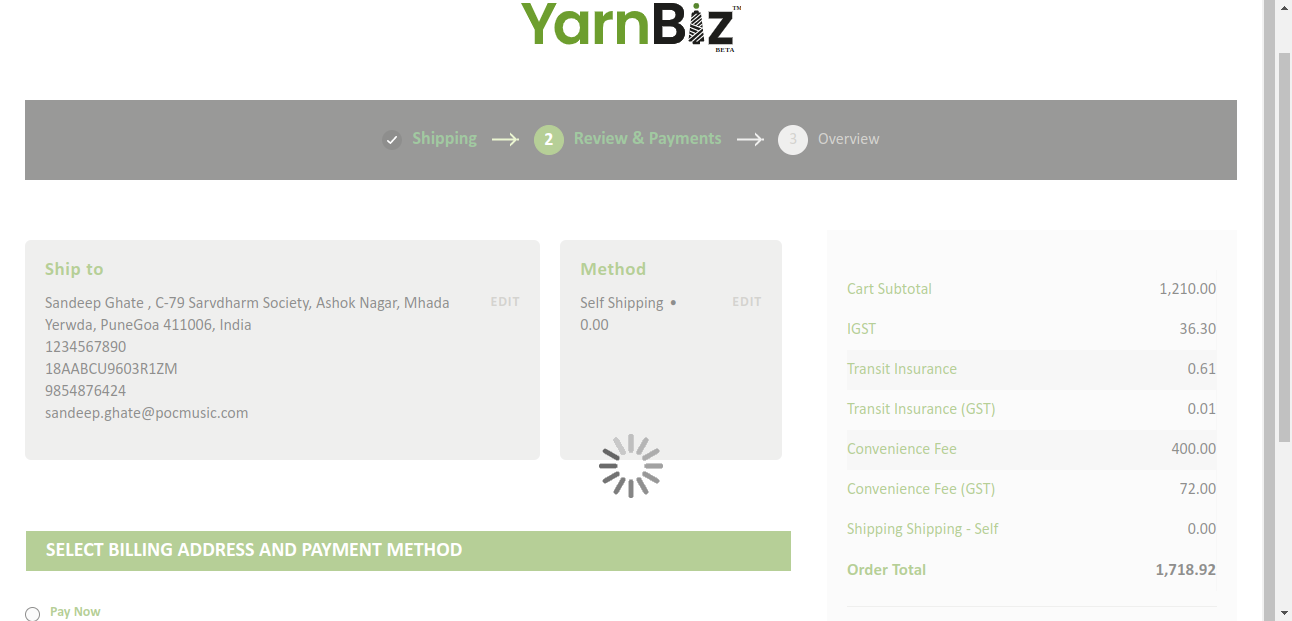 YarnBiz™
BETA
Shipping
2 Review & Payments
3 Overview
Ship to
EDIT
Sandeep Ghate , C-79 Sarvdharm Society, Ashok Nagar, Mhada
Yerwda, PuneGoa 411006, India
1234567890
18AABCU9603R1ZM
9854876424
sandeep.ghate@pocmusic.com
Method
EDIT
Self Shipping •
0.00
Cart Subtotal 1,210.00
IGST 36.30
Transit Insurance 0.61
Transit Insurance (GST) 0.01
Convenience Fee 400.00
Convenience Fee (GST) 72.00
Shipping Shipping - Self 0.00
Order Total 1,718.92
SELECT BILLING ADDRESS AND PAYMENT METHOD
Pay Now